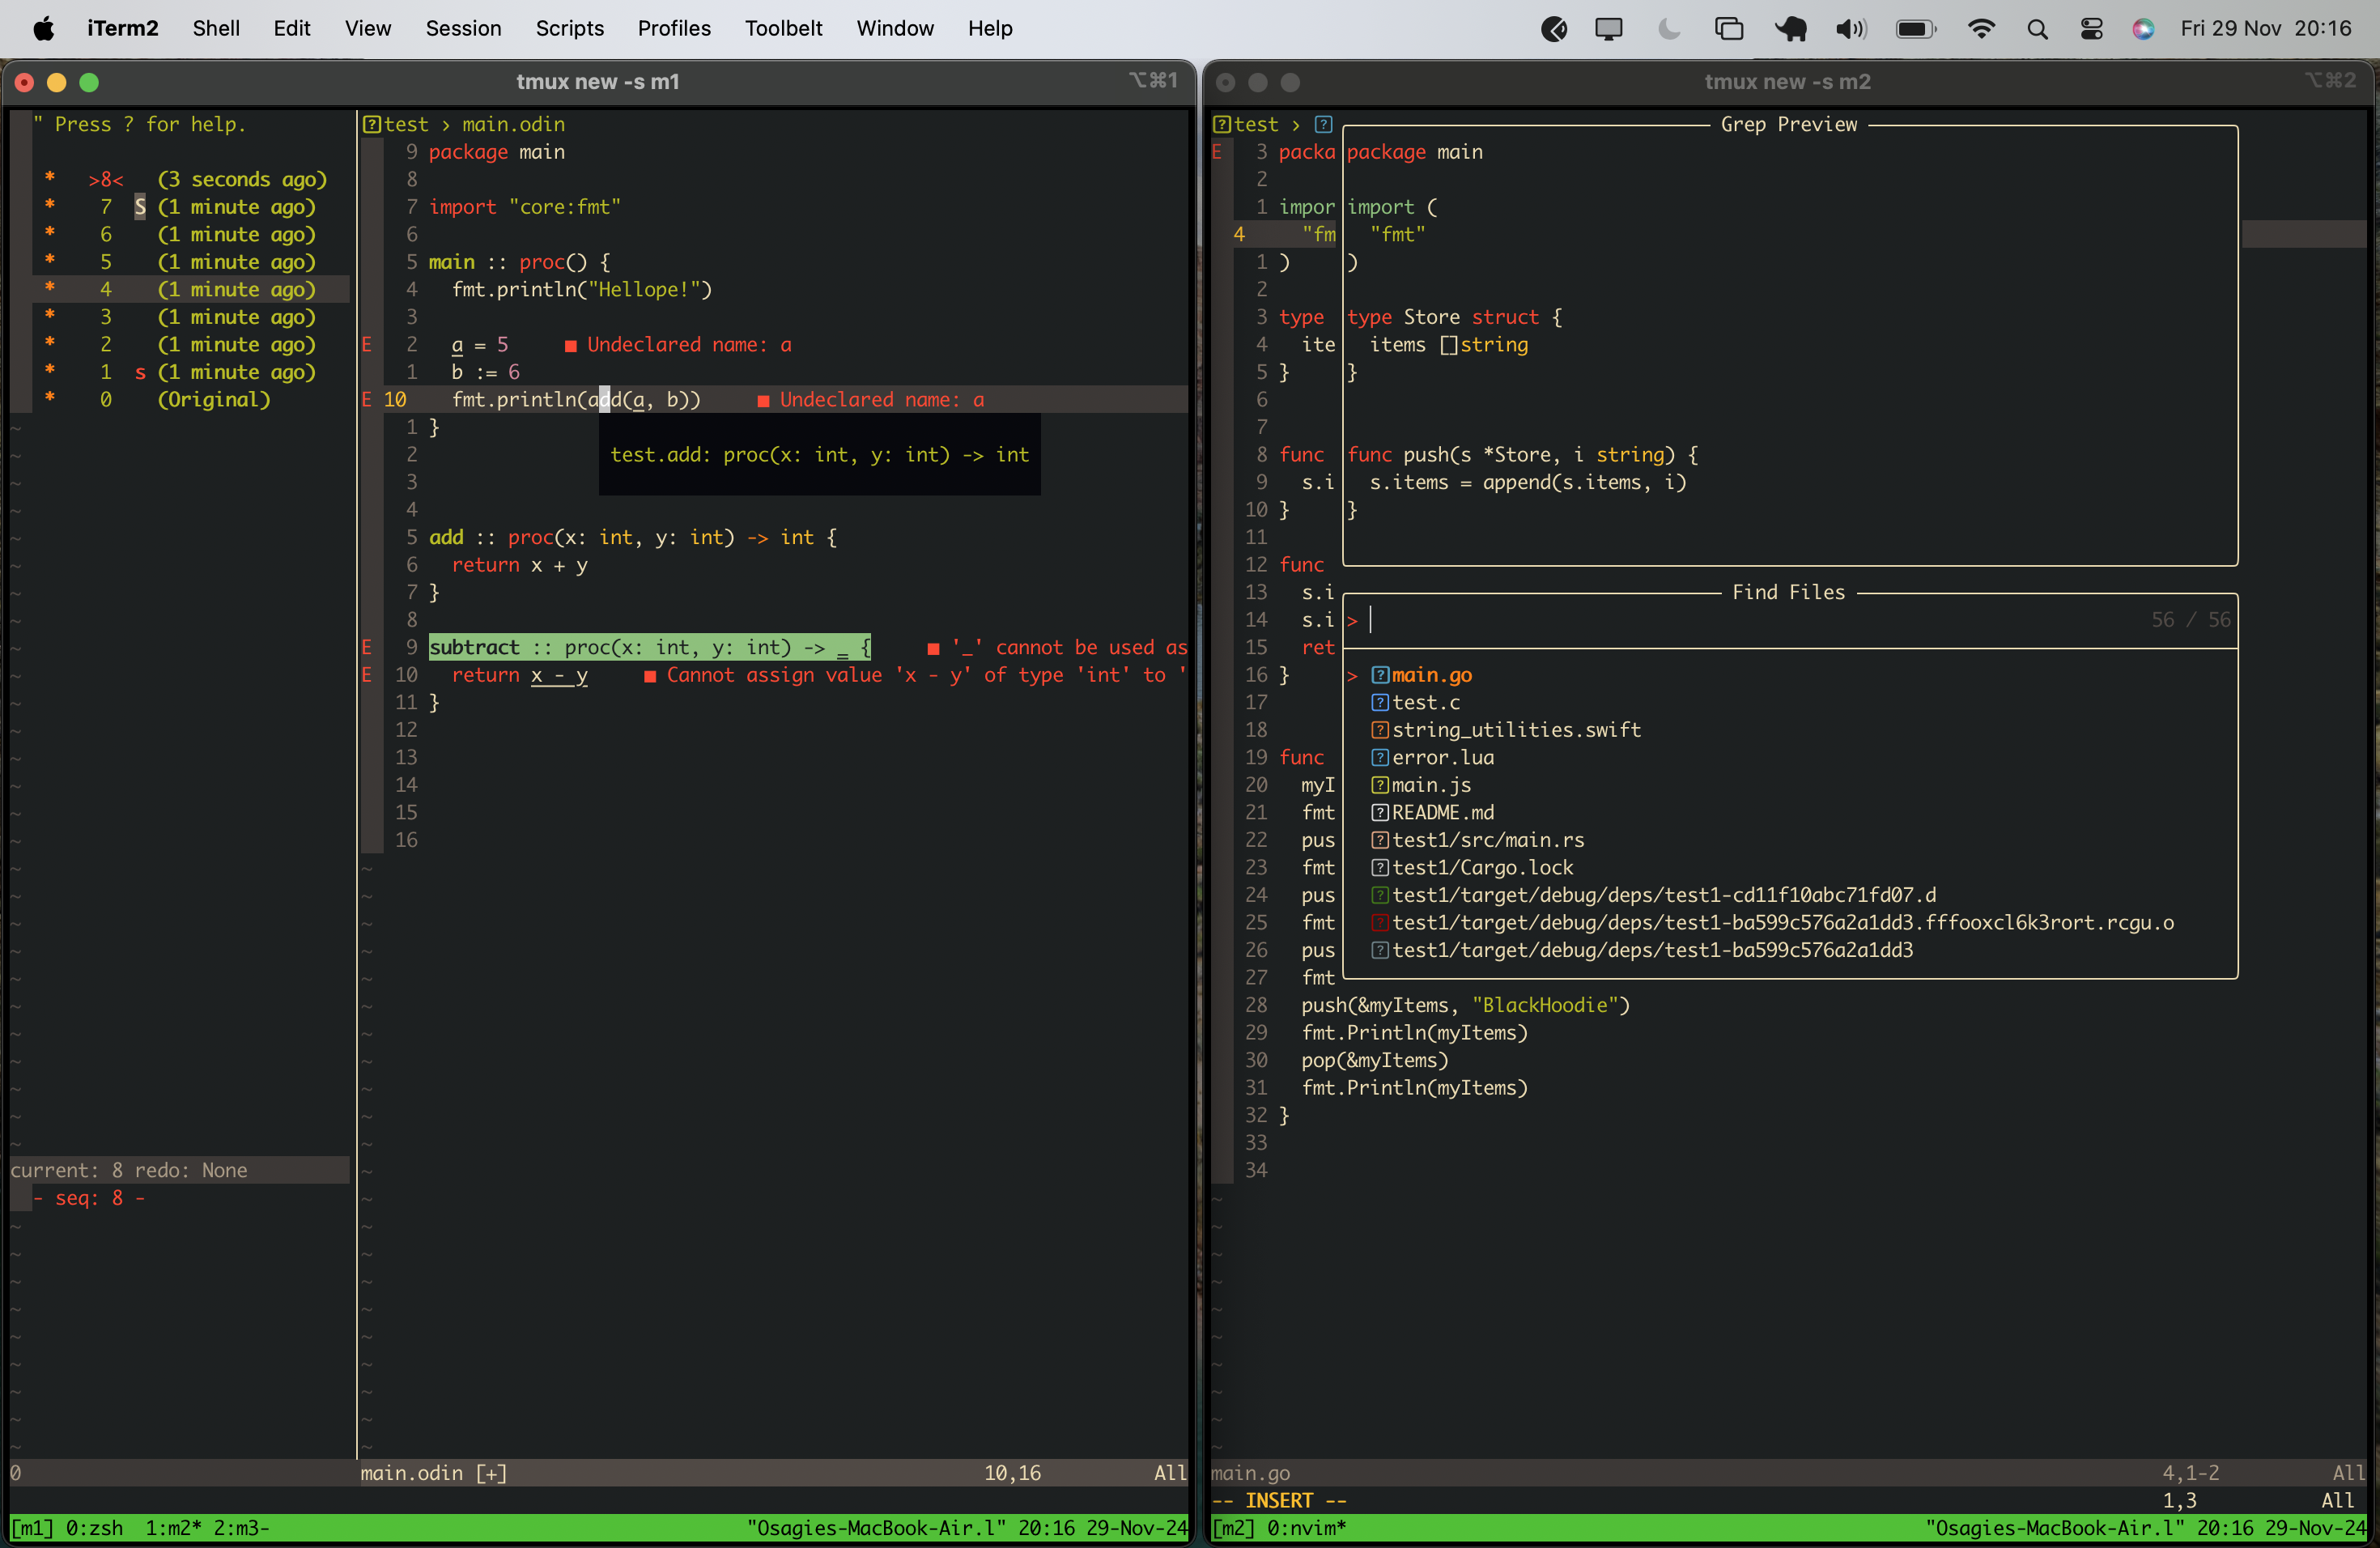 iTerm2 Shell Edit View Session Scripts Profiles Toolbelt Window Help Fri 29 Nov 20:16
tmux new -s m1 ⌥⌘1
" Press ? for help.
* >8< (3 seconds ago)
* 7 S (1 minute ago)
* 6 (1 minute ago)
* 5 (1 minute ago)
* 4 (1 minute ago)
* 3 (1 minute ago)
* 2 (1 minute ago)
* 1 s (1 minute ago)
* 0 (Original)
current: 8 redo: None
- seq: 8 -
0
?test › main.odin
9 package main
8
7 import "core:fmt"
6
5 main :: proc() {
4 fmt.println("Hellope!")
3
E 2 a = 5 ■ Undeclared name: a
1 b := 6
E 10 fmt.println(add(a, b)) ■ Undeclared name: a
1 }
2 test.add: proc(x: int, y: int) -> int
3
4
5 add :: proc(x: int, y: int) -> int {
6 return x + y
7 }
8
E 9 subtract :: proc(x: int, y: int) -> _ { ■ '_' cannot be used as
E 10 return x - y ■ Cannot assign value 'x - y' of type 'int' to '
11 }
12
13
14
15
16
main.odin [+] 10,16 All
[m1] 0:zsh 1:m2* 2:m3- "Osagies-MacBook-Air.l" 20:16 29-Nov-24
tmux new -s m2 ⌥⌘2
?test › ?
E 3 packa
2
1 impor
4 "fm
1 )
2
3 type
4 ite
5 }
6
7
8 func
9 s.i
10 }
11
12 func
13 s.i
14 s.i
15 ret
16 }
17
18
19 func
20 myI
21 fmt
22 pus
23 fmt
24 pus
25 fmt
26 pus
27 fmt
28 push(&myItems, "BlackHoodie")
29 fmt.Println(myItems)
30 pop(&myItems)
31 fmt.Println(myItems)
32 }
33
34
Grep Preview
package main
import (
"fmt"
)
type Store struct {
items []string
}
func push(s *Store, i string) {
s.items = append(s.items, i)
}
Find Files
> 56 / 56
> ?main.go
?test.c
?string_utilities.swift
?error.lua
?main.js
?README.md
?test1/src/main.rs
?test1/Cargo.lock
?test1/target/debug/deps/test1-cd11f10abc71fd07.d
?test1/target/debug/deps/test1-ba599c576a2a1dd3.fffooxcl6k3rort.rcgu.o
?test1/target/debug/deps/test1-ba599c576a2a1dd3
main.go 4,1-2 All
-- INSERT -- 1,3 All
[m2] 0:nvim* "Osagies-MacBook-Air.l" 20:16 29-Nov-24